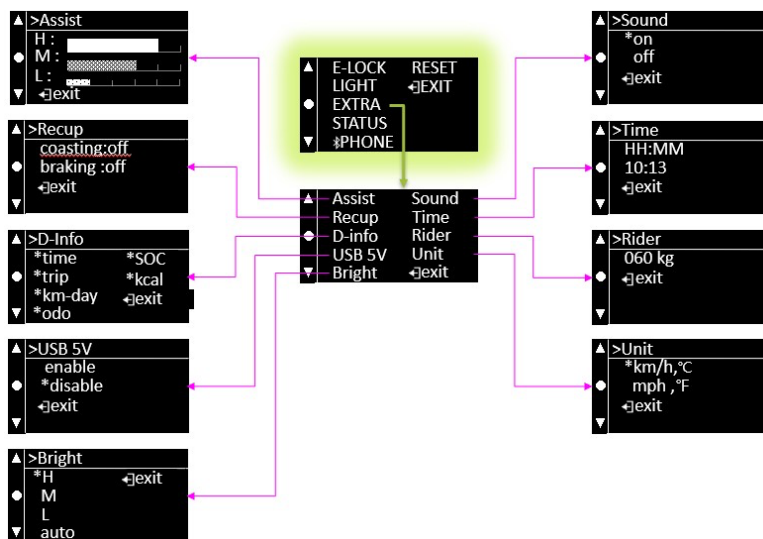 >Assist
H :
M :
L :
exit
>Recup
coasting:off
braking :off
exit
>D-Info
*time *SOC
*trip *kcal
*km-day exit
*odo
>USB 5V
enable
*disable
exit
>Bright
*H exit
M
L
auto
E-LOCK RESET
LIGHT EXIT
EXTRA
STATUS
PHONE
Assist Sound
Recup Time
D-info Rider
USB 5V Unit
Bright exit
>Sound
*on
off
exit
>Time
HH:MM
10:13
exit
>Rider
060 kg
exit
>Unit
*km/h,°C
mph ,°F
exit